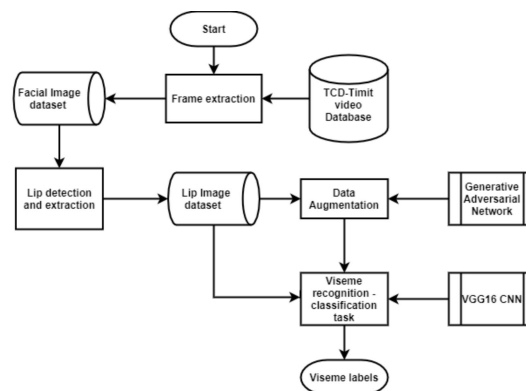 Start
Facial Image
dataset
Frame extraction
TCD-Timit
video
Database
Lip detection
and extraction
Lip Image
dataset
Data
Augmentation
Generative
Adversarial
Network
Viseme
recognition -
classification
task
VGG16 CNN
Viseme labels